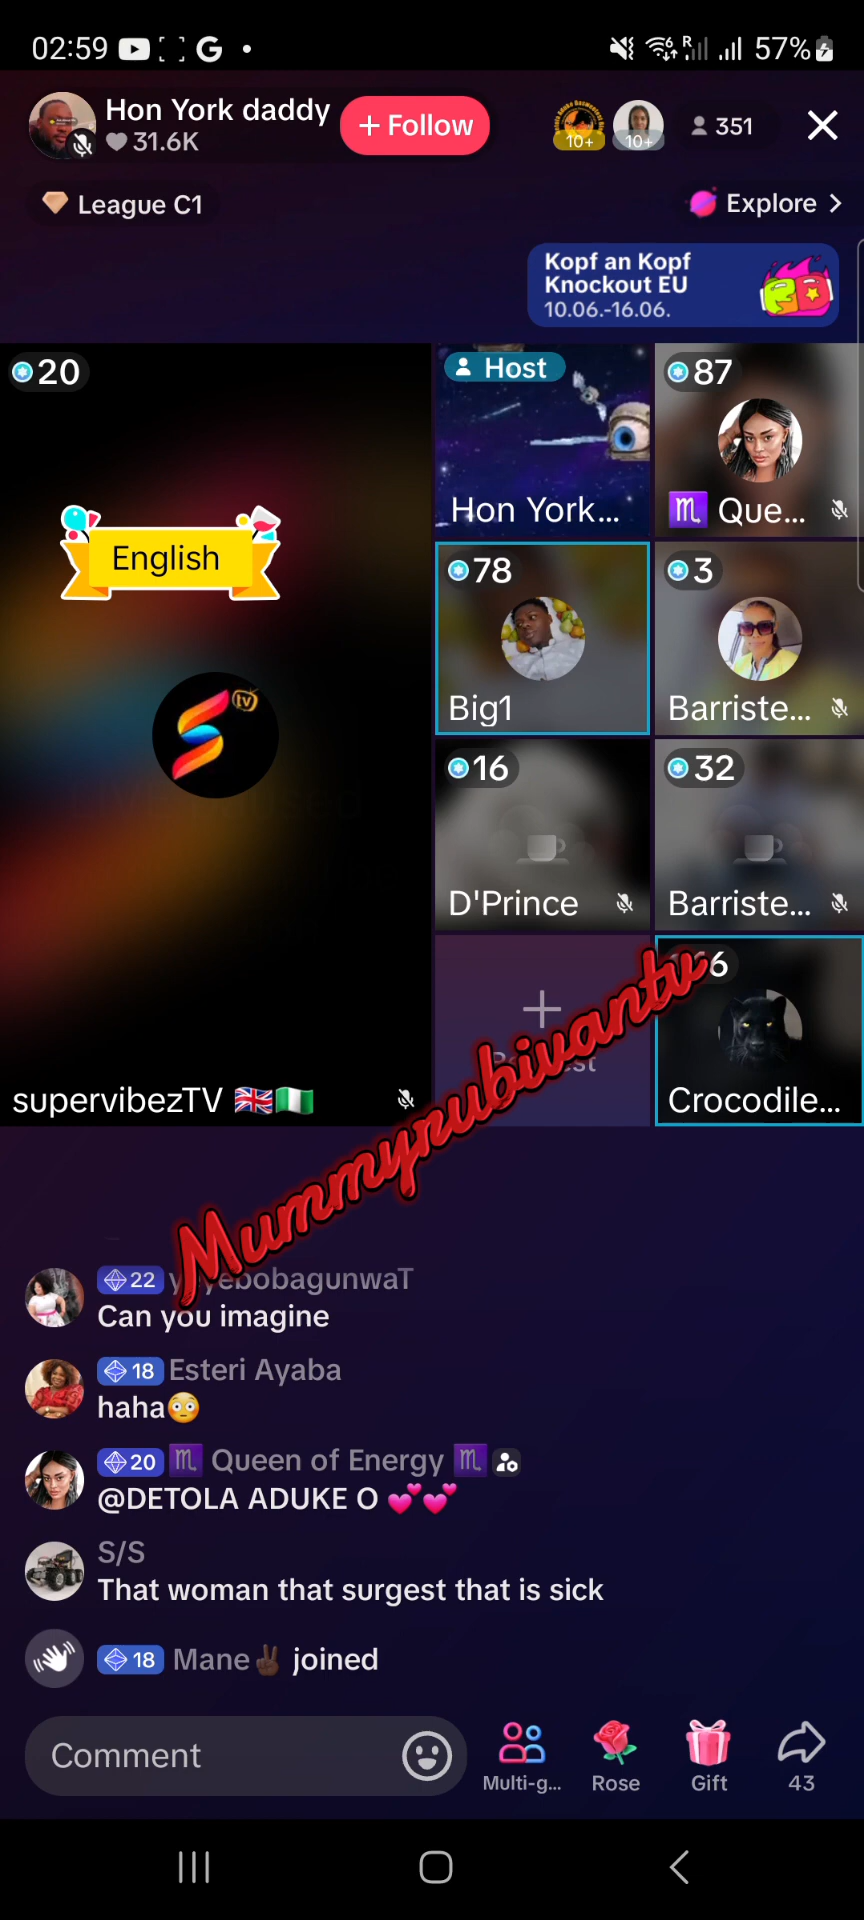 02:59
R
57%
Hon York daddy
31.6K
+ Follow
10+
10+
351
League C1
Explore
Kopf an Kopf
Knockout EU
10.06.-16.06.
20
Host
87
Hon York...
♏ Que...
English
78
3
tv
Big1
Barriste...
16
32
D'Prince
Barriste...
6
Mummyrubivantv
supervibezTV 🇬🇧🇳🇬
Crocodile...
22
Can you imagine
18 Esteri Ayaba
haha😳
20 ♏ Queen of Energy ♏
@DETOLA ADUKE O 💕💕
S/S
That woman that surgest that is sick
18 Mane✌🏿 joined
Comment
Multi-g...
Rose
Gift
43